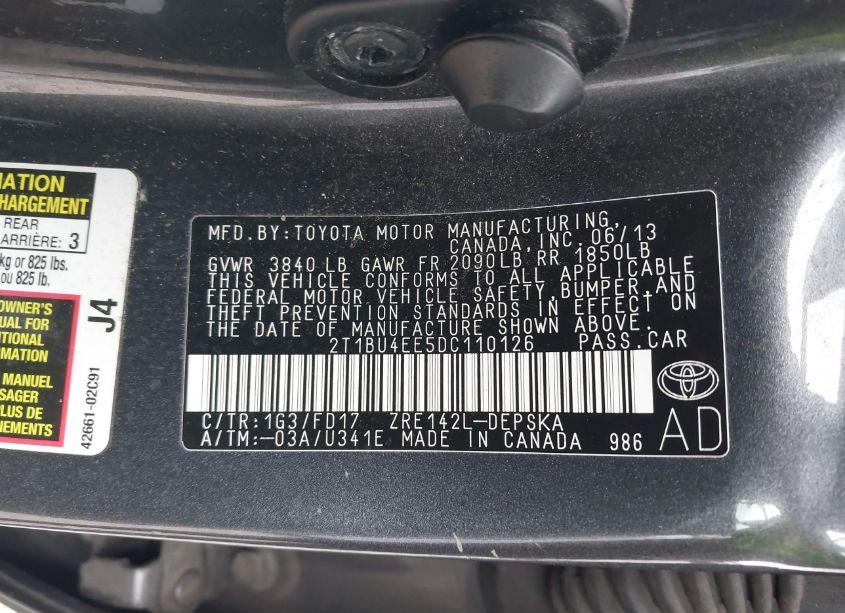 MATION
CHARGEMENT
REAR
ARRIÈRE: 3
kg or 825 lbs.
ou 825 lb.
OWNER'S
UAL FOR
ITIONAL
MATION
MANUEL
SAGER
PLUS DE
NEMENTS
J4
42661-02C91
MFD.BY:TOYOTA MOTOR MANUFACTURING,
CANADA,INC. 06/13
GVWR 3840 LB GAWR FR 2090LB RR 1850LB
THIS VEHICLE CONFORMS TO ALL APPLICABLE
FEDERAL MOTOR VEHICLE SAFETY,BUMPER,AND
THEFT PREVENTION STANDARDS IN EFFECT ON
THE DATE OF MANUFACTURE SHOWN ABOVE.
2T1BU4EE5DC110126 PASS.CAR
C/TR:1G3/FD17 ZRE142L-DEPSKA
A/TM:-03A/U341E MADE IN CANADA 986
AD